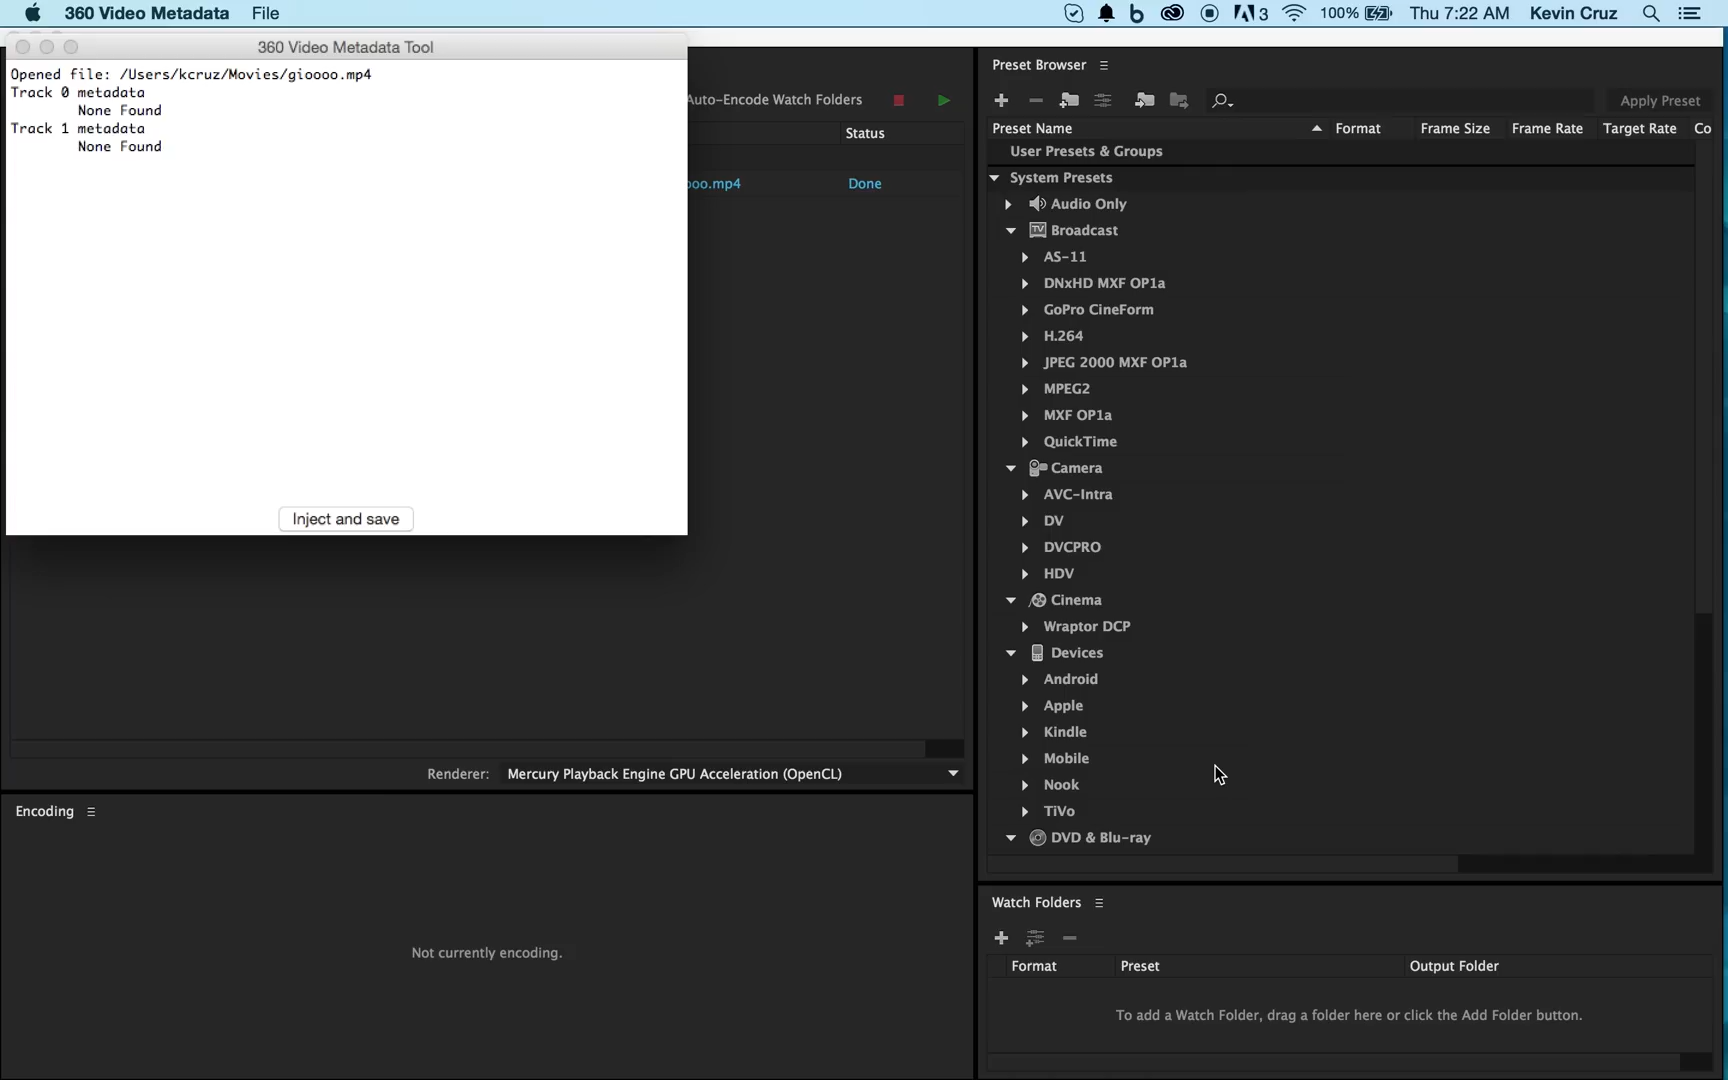 360 Video Metadata File
3 100% Thu 7:22 AM Kevin Cruz
360 Video Metadata Tool
Opened file: /Users/kcruz/Movies/gioooo.mp4
Track 0 metadata
None Found
Track 1 metadata
None Found
Inject and save
Auto-Encode Watch Folders
Status
ooo.mp4 Done
Renderer: Mercury Playback Engine GPU Acceleration (OpenCL)
Encoding
Not currently encoding.
Preset Browser
Apply Preset
Preset Name Format Frame Size Frame Rate Target Rate Co
User Presets & Groups
System Presets
Audio Only
TV Broadcast
AS-11
DNxHD MXF OP1a
GoPro CineForm
H.264
JPEG 2000 MXF OP1a
MPEG2
MXF OP1a
QuickTime
Camera
AVC-Intra
DV
DVCPRO
HDV
Cinema
Wraptor DCP
Devices
Android
Apple
Kindle
Mobile
Nook
TiVo
DVD & Blu-ray
Watch Folders
Format Preset Output Folder
To add a Watch Folder, drag a folder here or click the Add Folder button.